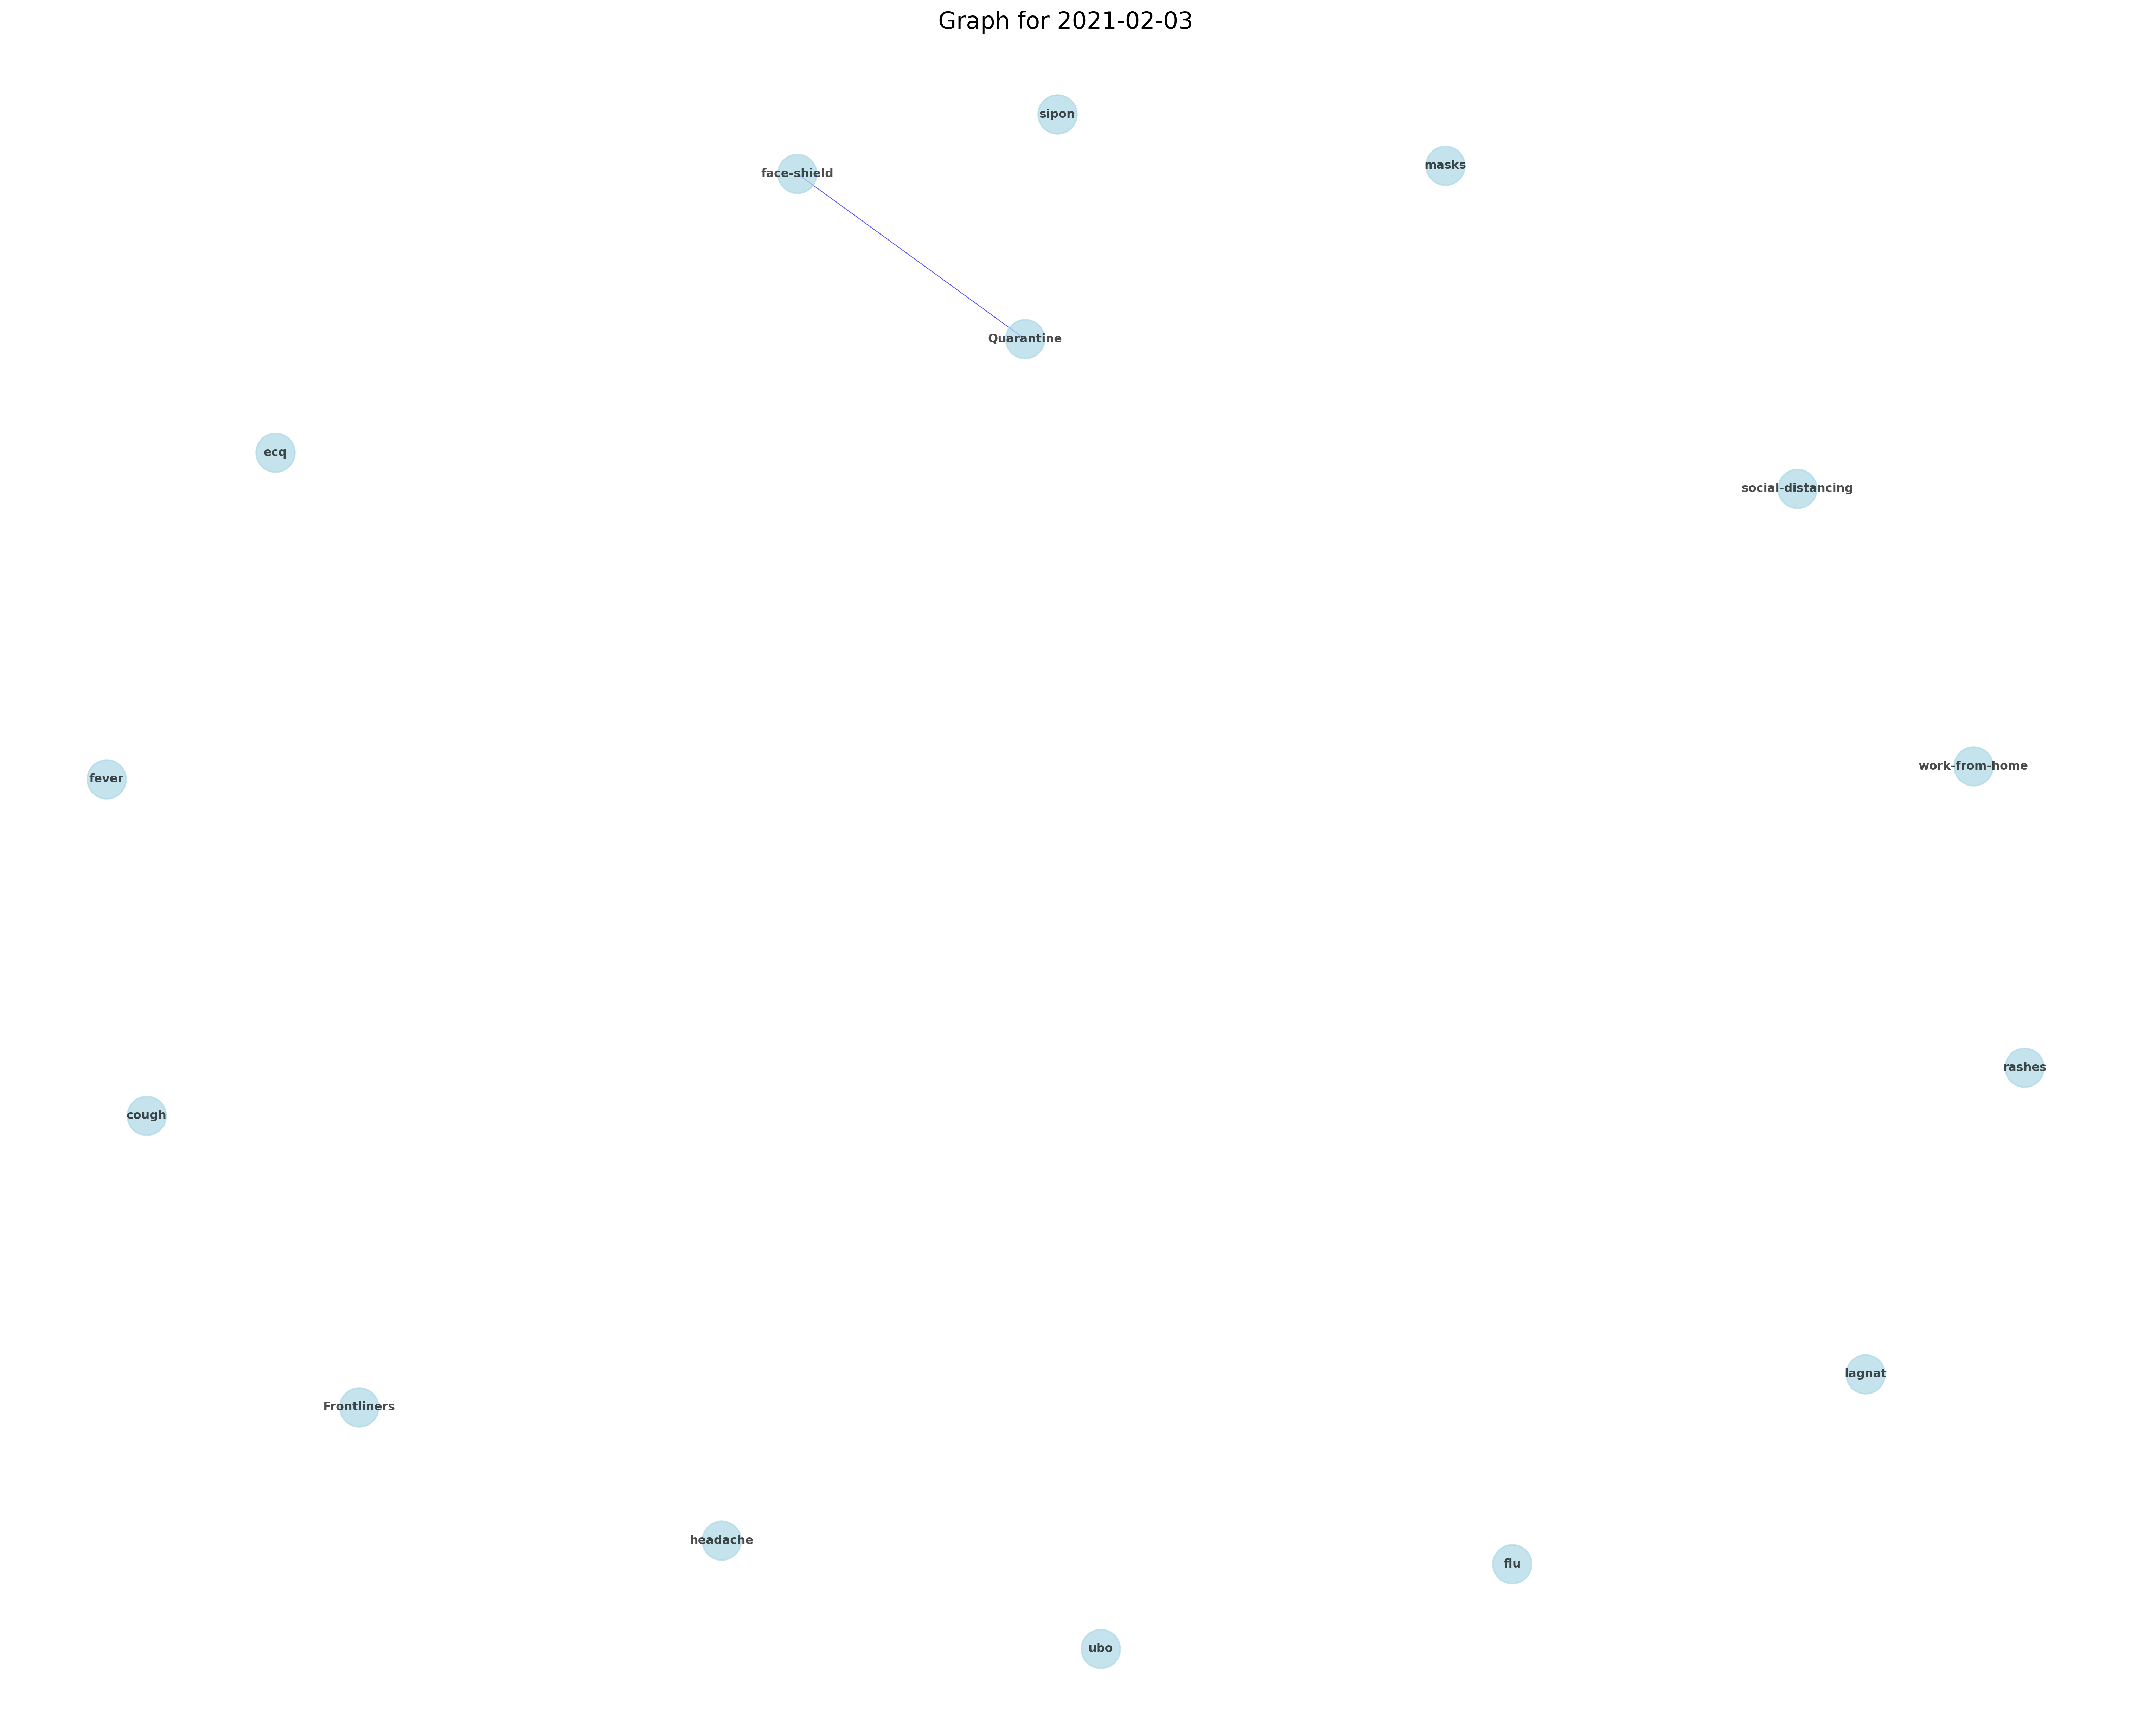 Graph for 2021-02-03
sipon
masks
face-shield
Quarantine
ecq
social-distancing
work-from-home
fever
rashes
cough
lagnat
Frontliners
headache
flu
ubo